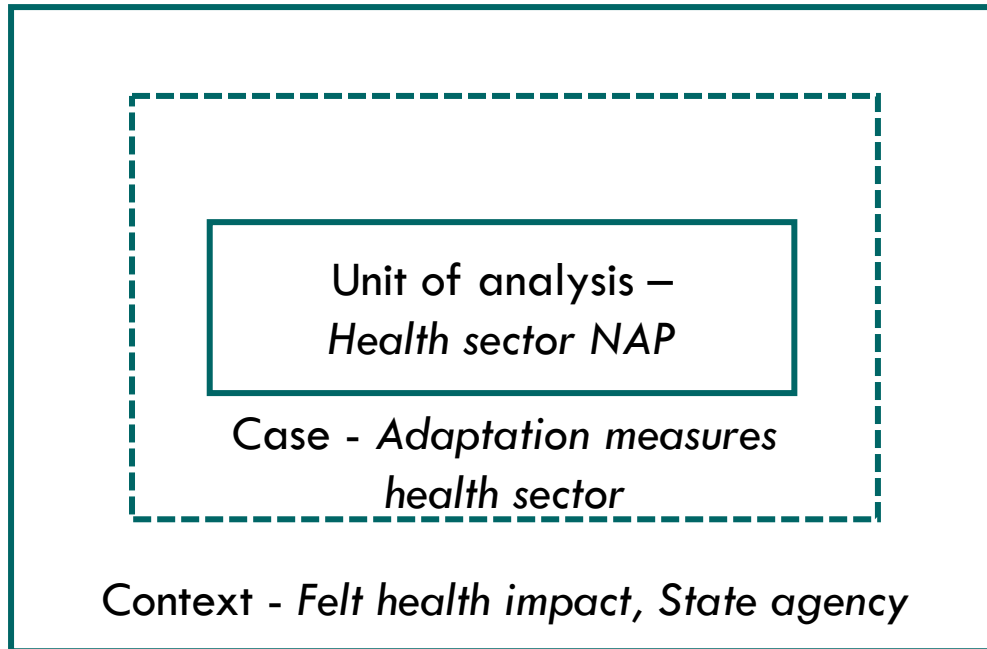 Unit of analysis –
Health sector NAP
Case - Adaptation measures
health sector
Context - Felt health impact, State agency